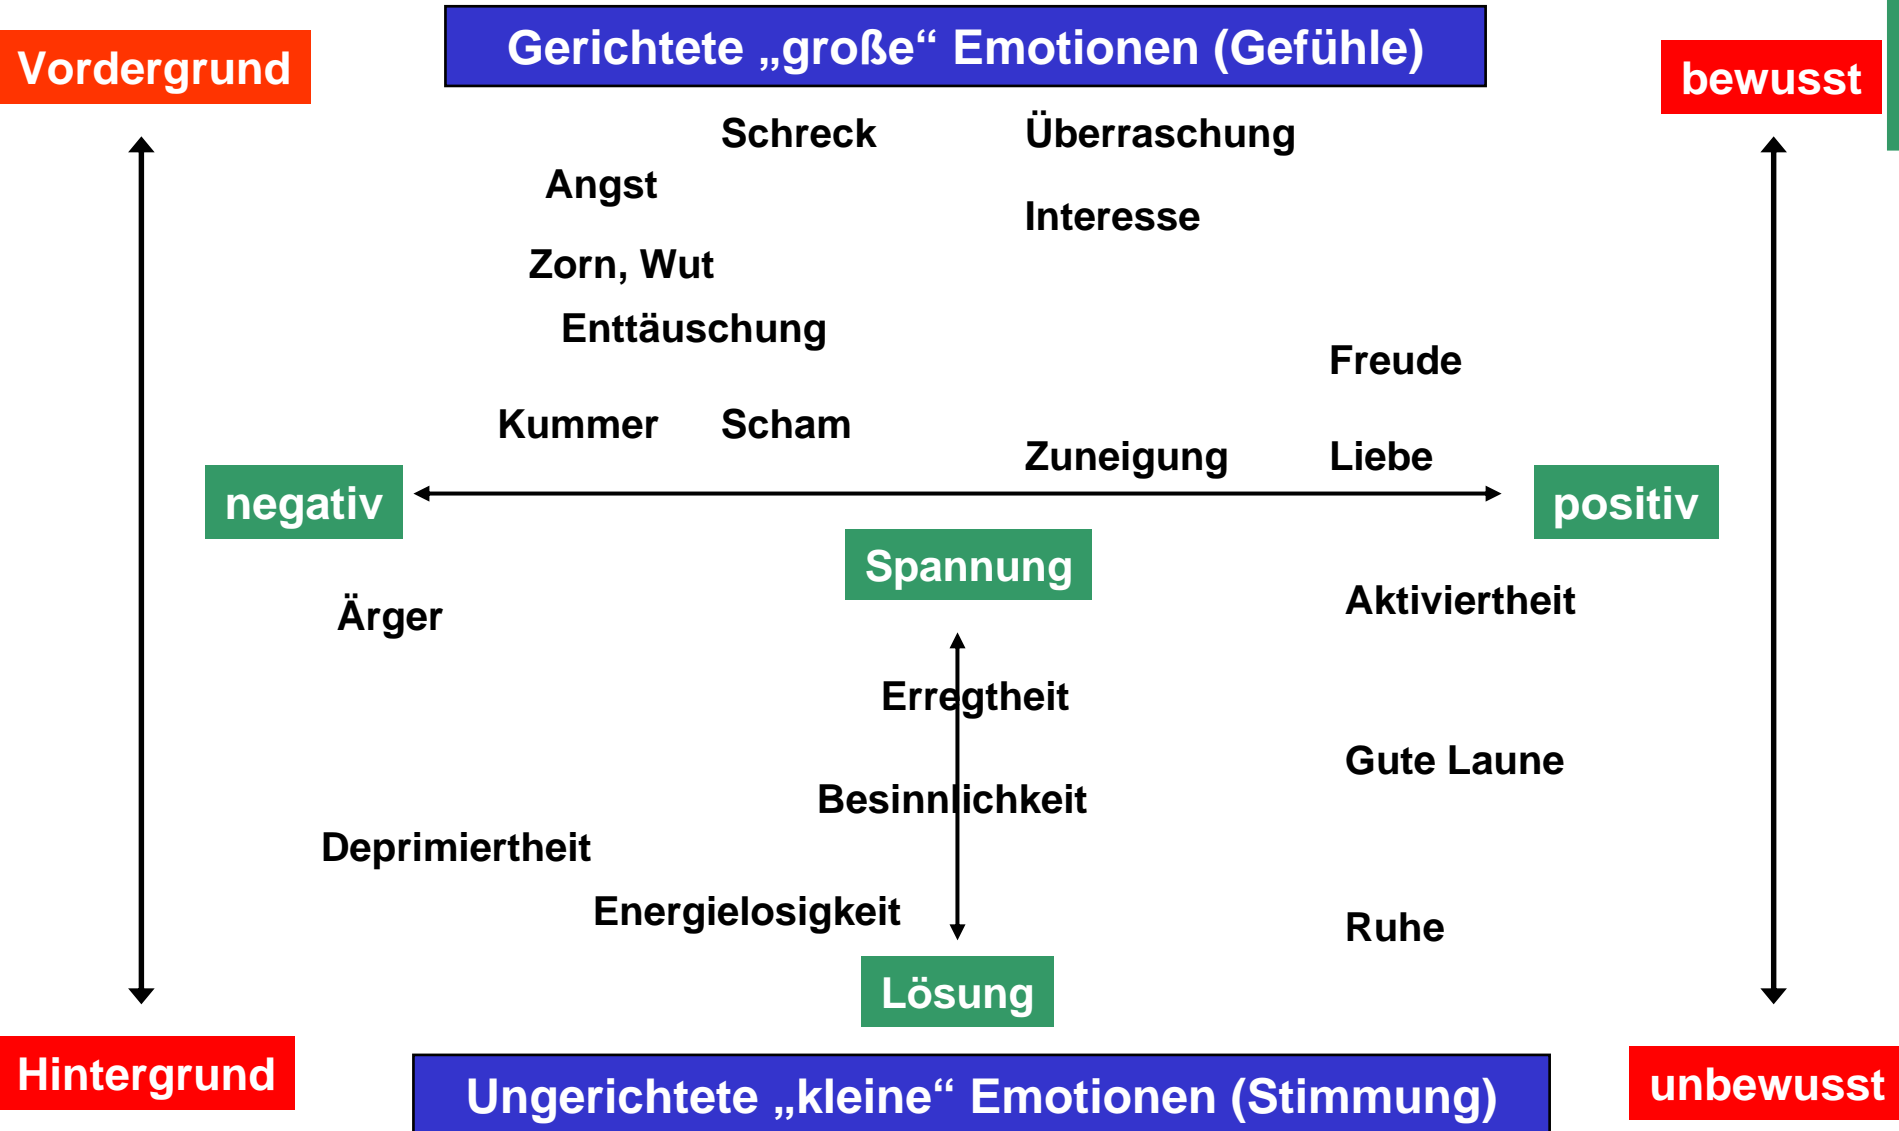 Gerichtete „große“ Emotionen (Gefühle)
Vordergrund
bewusst
Schreck
Überraschung
Angst
Interesse
Zorn, Wut
Enttäuschung
Freude
Kummer
Scham
Zuneigung
Liebe
negativ
positiv
Spannung
Ärger
Aktiviertheit
Erregtheit
Gute Laune
Besinnlichkeit
Deprimiertheit
Energielosigkeit
Ruhe
Lösung
Hintergrund
unbewusst
Ungerichtete „kleine“ Emotionen (Stimmung)